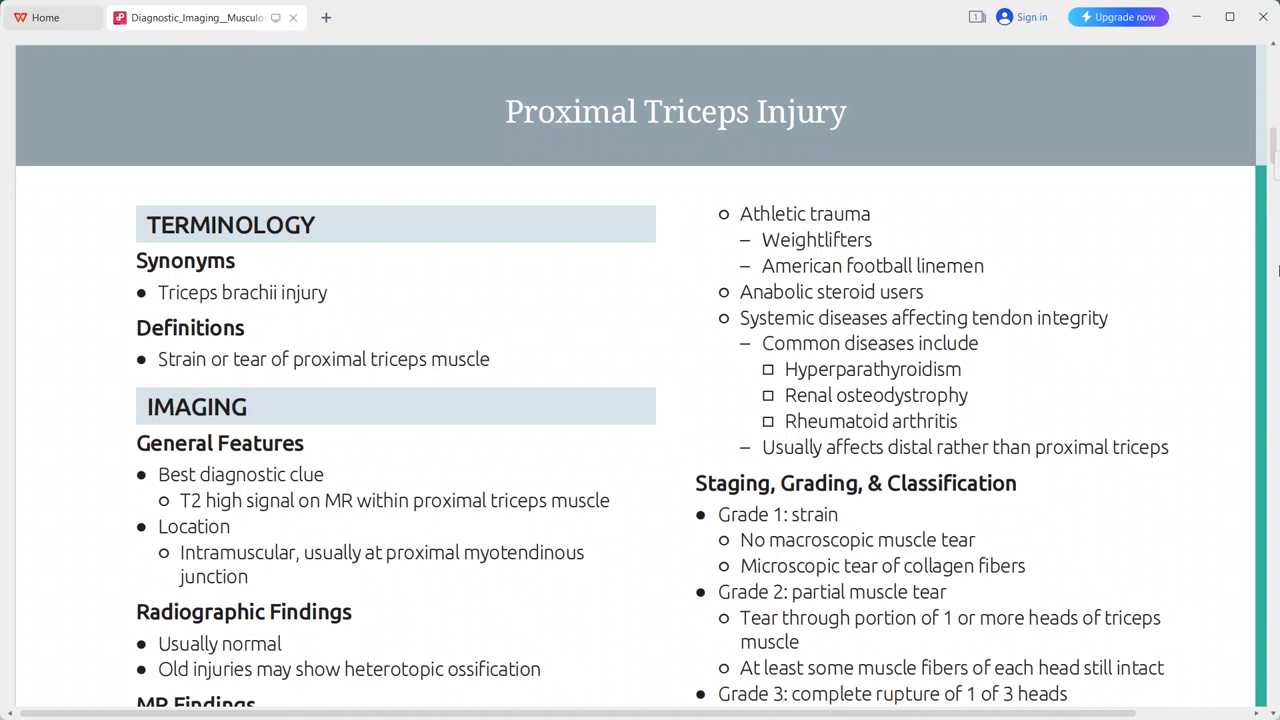 Home
Diagnostic_Imaging__Musculos
Sign in
Upgrade now
Proximal Triceps Injury
TERMINOLOGY
Synonyms
● Triceps brachii injury
Definitions
● Strain or tear of proximal triceps muscle
IMAGING
General Features
● Best diagnostic clue
○ T2 high signal on MR within proximal triceps muscle
● Location
○ Intramuscular, usually at proximal myotendinous
junction
Radiographic Findings
● Usually normal
● Old injuries may show heterotopic ossification
MR Findings
○ Athletic trauma
– Weightlifters
– American football linemen
○ Anabolic steroid users
○ Systemic diseases affecting tendon integrity
– Common diseases include
□ Hyperparathyroidism
□ Renal osteodystrophy
□ Rheumatoid arthritis
– Usually affects distal rather than proximal triceps
Staging, Grading, & Classification
● Grade 1: strain
○ No macroscopic muscle tear
○ Microscopic tear of collagen fibers
● Grade 2: partial muscle tear
○ Tear through portion of 1 or more heads of triceps
muscle
○ At least some muscle fibers of each head still intact
● Grade 3: complete rupture of 1 of 3 heads